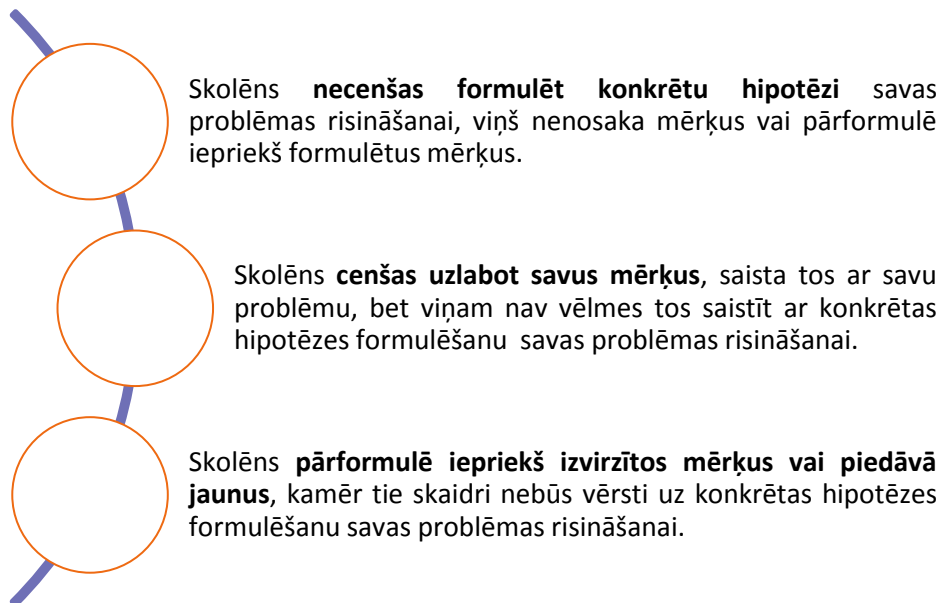 Skolēns necenšas formulēt konkrētu hipotēzi savas
problēmas risināšanai, viņš nenosaka mērķus vai pārformulē
iepriekš formulētus mērķus.
Skolēns cenšas uzlabot savus mērķus, saista tos ar savu
problēmu, bet viņam nav vēlmes tos saistīt ar konkrētas
hipotēzes formulēšanu savas problēmas risināšanai.
Skolēns pārformulē iepriekš izvirzītos mērķus vai piedāvā
jaunus, kamēr tie skaidri nebūs vērsti uz konkrētas hipotēzes
formulēšanu savas problēmas risināšanai.